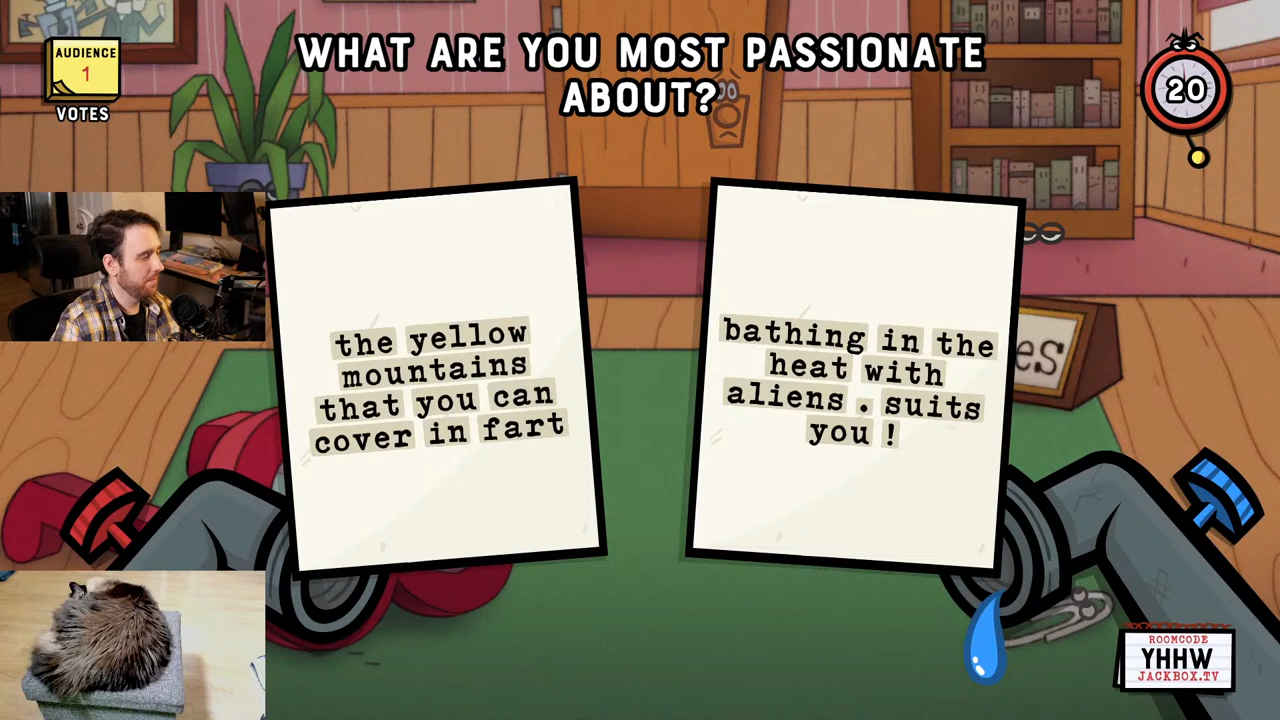 AUDIENCE
1
VOTES
WHAT ARE YOU MOST PASSIONATE
ABOUT?
20
the yellow
mountains
that you can
cover in fart
bathing in the
heat with
aliens . suits
you !
es
ROOMCODE
YHHW
JACKBOX.TV